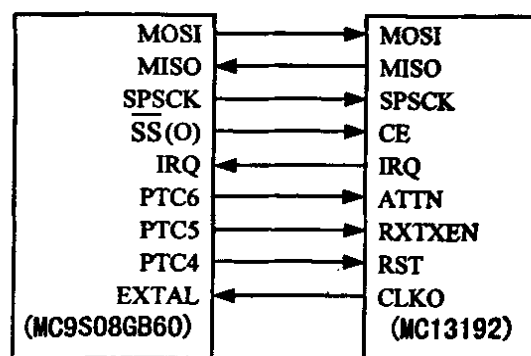 MOSI MOSI
MISO MISO
SPSCK SPSCK
S̅S̅(O) CE
IRQ IRQ
PTC6 ATTN
PTC5 RXTXEN
PTC4 RST
EXTAL CLKO
(MC9S08GB60) (MC13192)